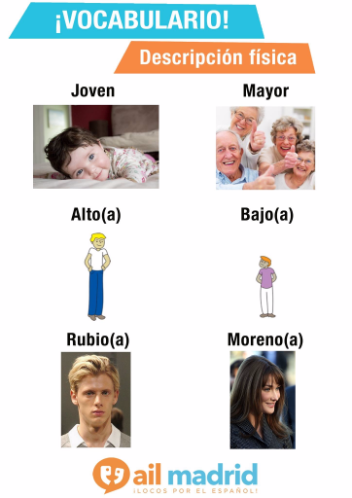 ¡VOCABULARIO!
Descripción física
Joven Mayor
Alto(a) Bajo(a)
Rubio(a) Moreno(a)
ail madrid
¡LOCOS POR EL ESPAÑOL!